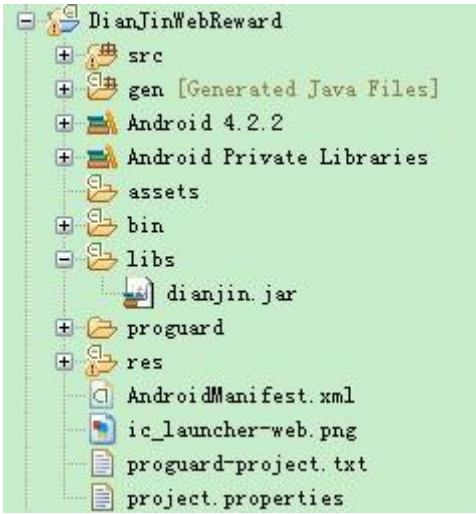 DianJinWebReward
src
gen [Generated Java Files]
Android 4.2.2
Android Private Libraries
assets
bin
libs
dianjin.jar
proguard
res
AndroidManifest.xml
ic_launcher-web.png
proguard-project.txt
project.properties